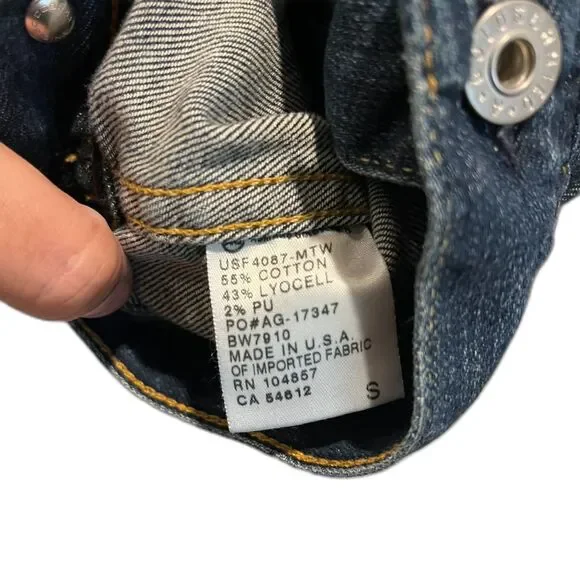 USF4087-MTW
55% COTTON
43% LYOCELL
2% PU
PO#AG-17347
BW7910
MADE IN U.S.A.
OF IMPORTED FABRIC
RN 104857
CA 54612
S